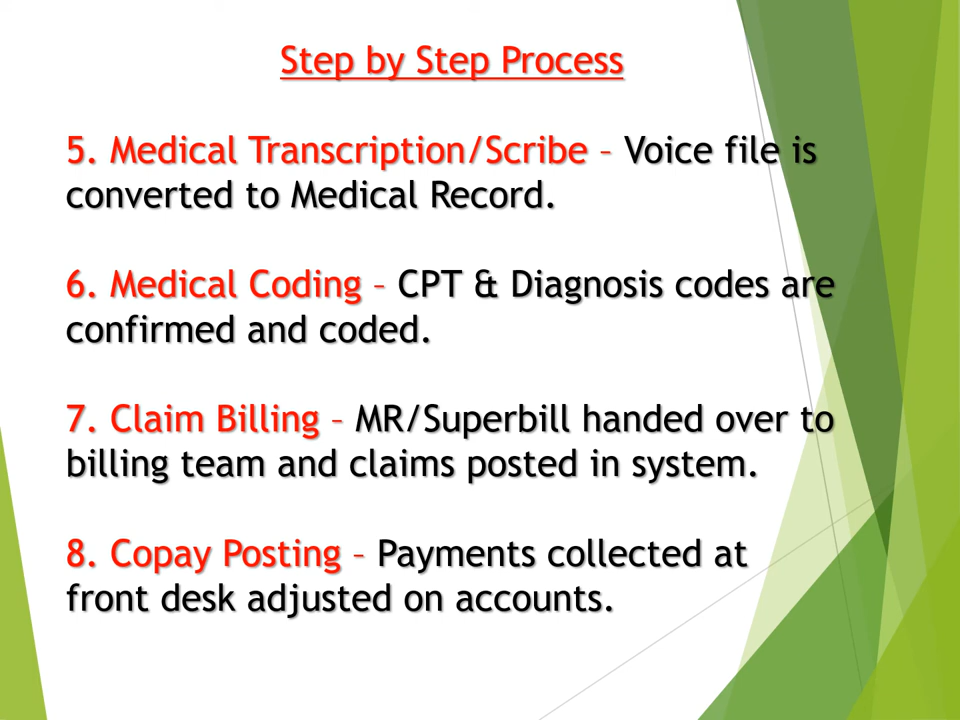 Step by Step Process
5. Medical Transcription/Scribe – Voice file is
converted to Medical Record.
6. Medical Coding – CPT & Diagnosis codes are
confirmed and coded.
7. Claim Billing – MR/Superbill handed over to
billing team and claims posted in system.
8. Copay Posting – Payments collected at
front desk adjusted on accounts.